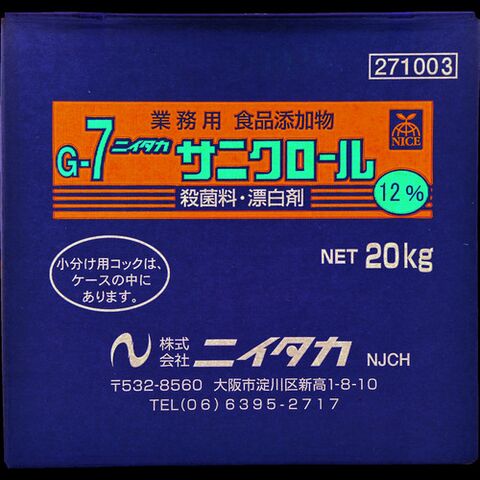 271003
業務用 食品添加物
G-7 ニイタカ サニクロール
NICE
殺菌料・漂白剤
12%
NET 20kg
小分け用コックは、
ケースの中に
あります。
株式会社 ニイタカ NJCH
〒532-8560 大阪市淀川区新高1-8-10
TEL(06)6395-2717